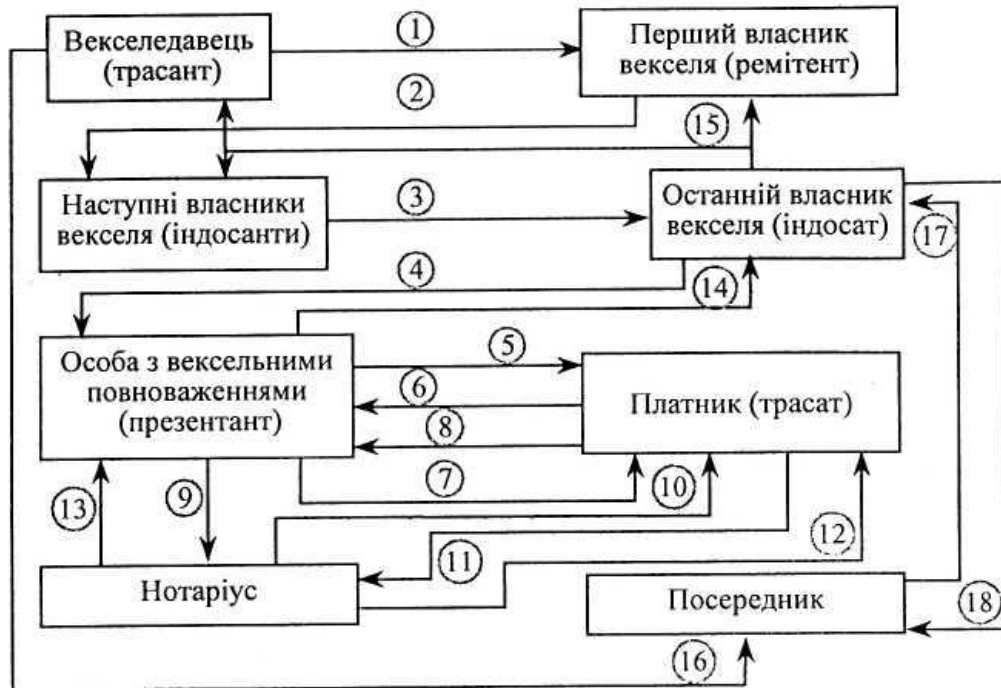 Векселедавець
(трасант)
1
Перший власник
векселя (ремітент)
2
15
Наступні власники
векселя (індосанти)
3
Останній власник
векселя (індосат)
17
4
14
Особа з вексельними
повноваженнями
(презентант)
5
6
8
7
Платник (трасат)
13
9
10
11
12
Нотаріус
Посередник
18
16